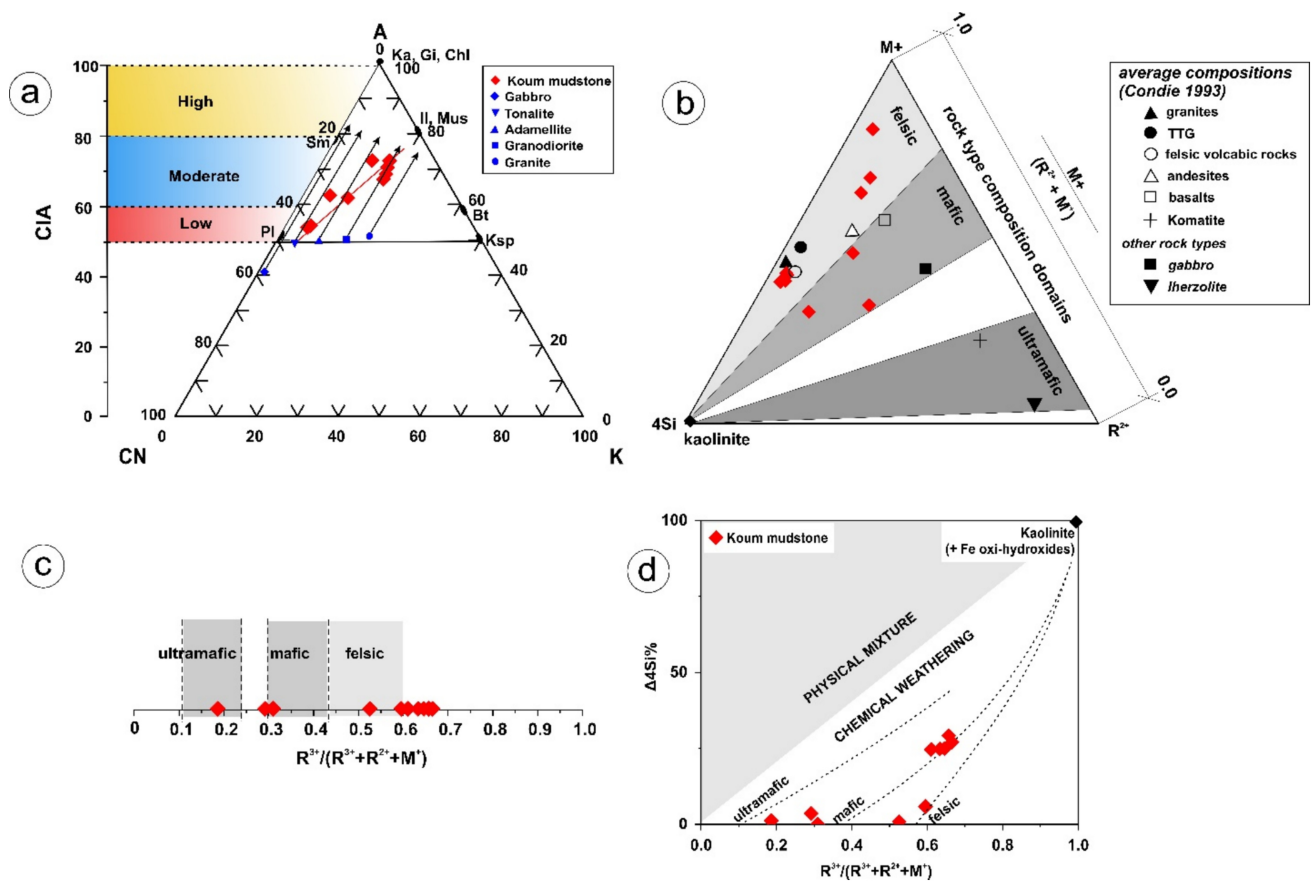 a
CIA
100
80
60
40
20
0
High
Moderate
Low
A
0
Ka, Gi, Chl
100
Il, Mus
80
20
Sm
40
60
Bt
Pl
Ksp
60
40
80
20
100
0
0
20
40
60
80
100
CN
K
Koum mudstone
Gabbro
Tonalite
Adamellite
Granodiorite
Granite
b
M+
1.0
felsic
mafic
ultramafic
rock type composition domains
M+
(R²⁺ + M⁺)
0.0
4Si
kaolinite
R²⁺
average compositions
(Condie 1993)
granites
TTG
felsic volcabic rocks
andesites
basalts
Komatite
other rock types
gabbro
lherzolite
c
ultramafic
mafic
felsic
0 0.1 0.2 0.3 0.4 0.5 0.6 0.7 0.8 0.9 1.0
R³⁺/(R³⁺+R²⁺+M⁺)
d
100
50
0
Δ4Si%
Koum mudstone
Kaolinite
(+ Fe oxi-hydroxides)
PHYSICAL MIXTURE
CHEMICAL WEATHERING
ultramafic
mafic
felsic
0.0 0.2 0.4 0.6 0.8 1.0
R³⁺/(R³⁺+R²⁺+M⁺)